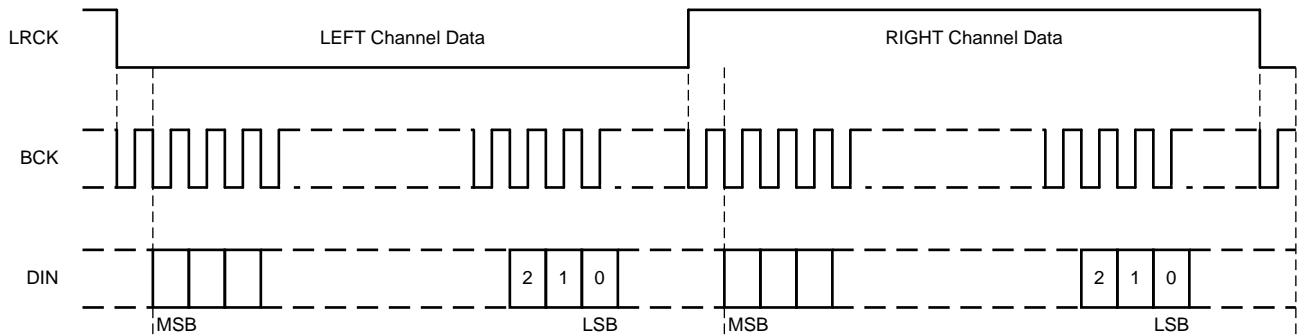 LRCK LEFT Channel Data RIGHT Channel Data
BCK
DIN 2 1 0 2 1 0
MSB LSB MSB LSB